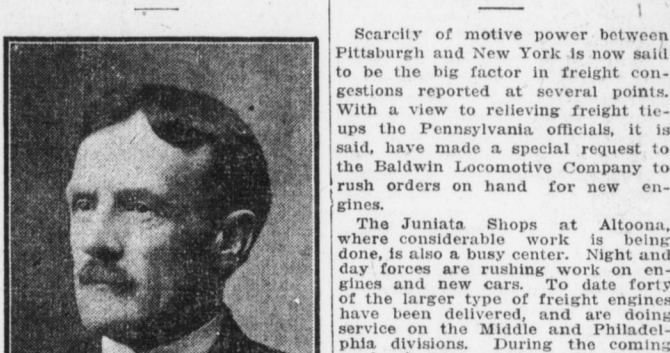 Scarcity of motive power between
Pittsburgh and New York is now said
to be the big factor in freight con-
gestions reported at several points.
With a view to relieving freight tie-
ups the Pennsylvania officials, it is
said, have made a special request to
the Baldwin Locomotive Company to
rush orders on hand for new en-
gines.
The Juniata Shops at Altoona,
where considerable work is being
done, is also a busy center. Night and
day forces are rushing work on en-
gines and new cars. To date forty
of the larger type of freight engines
have been delivered, and are doing
service on the Middle and Philadel-
phia divisions. During the coming